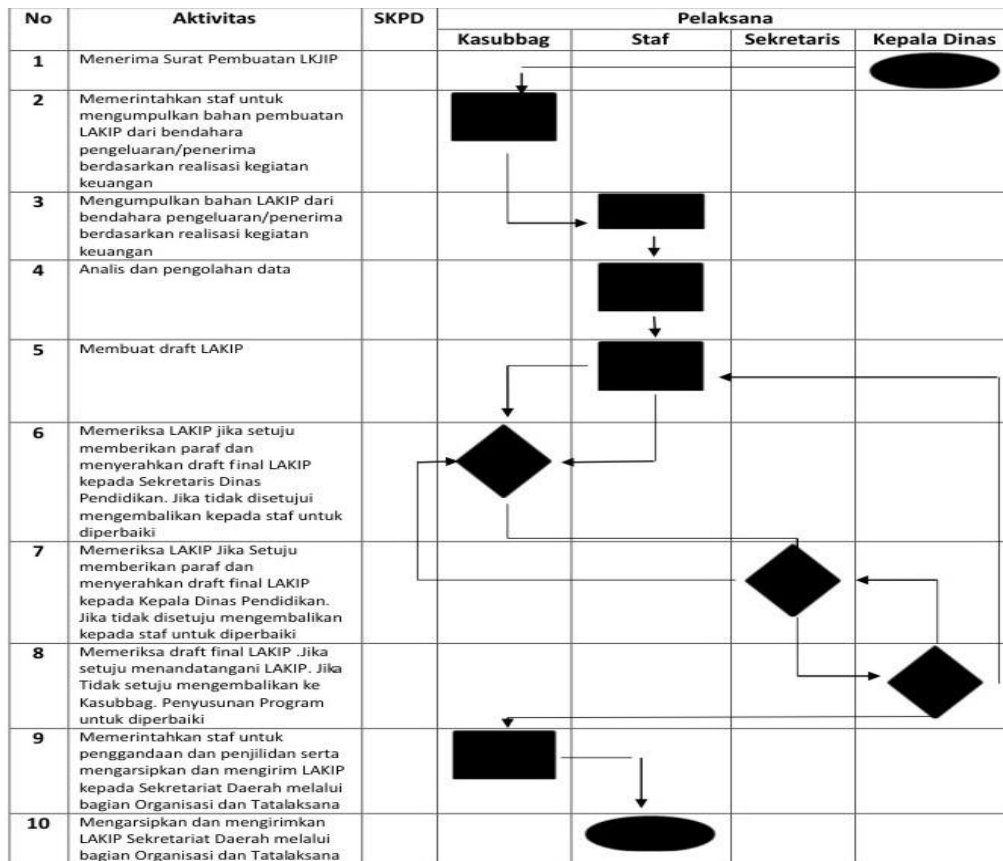 No Aktivitas SKPD Pelaksana
Kasubbag Staf Sekretaris Kepala Dinas
1 Menerima Surat Pembuatan LKJIP
2 Memerintahkan staf untuk
mengumpulkan bahan pembuatan
LAKIP dari bendahara
pengeluaran/penerima
berdasarkan realisasi kegiatan
keuangan
3 Mengumpulkan bahan LAKIP dari
bendahara pengeluaran/penerima
berdasarkan realisasi kegiatan
keuangan
4 Analis dan pengolahan data
5 Membuat draft LAKIP
6 Memeriksa LAKIP jika setuju
memberikan paraf dan
menyerahkan draft final LAKIP
kepada Sekretaris Dinas
Pendidikan. Jika tidak disetujui
mengembalikan kepada staf untuk
diperbaiki
7 Memeriksa LAKIP Jika Setuju
memberikan paraf dan
menyerahkan draft final LAKIP
kepada Kepala Dinas Pendidikan.
Jika tidak disetuju mengembalikan
kepada staf untuk diperbaiki
8 Memeriksa draft final LAKIP .Jika
setuju menandatangani LAKIP. Jika
Tidak setuju mengembalikan ke
Kasubbag. Penyusunan Program
untuk diperbaiki
9 Memerintahkan staf untuk
penggandaan dan penjilidan serta
mengarsipkan dan mengirim LAKIP
kepada Sekretariat Daerah melalui
bagian Organisasi dan Tatalaksana
10 Mengarsipkan dan mengirimkan
LAKIP Sekretariat Daerah melalui
bagian Organisasi dan Tatalaksana